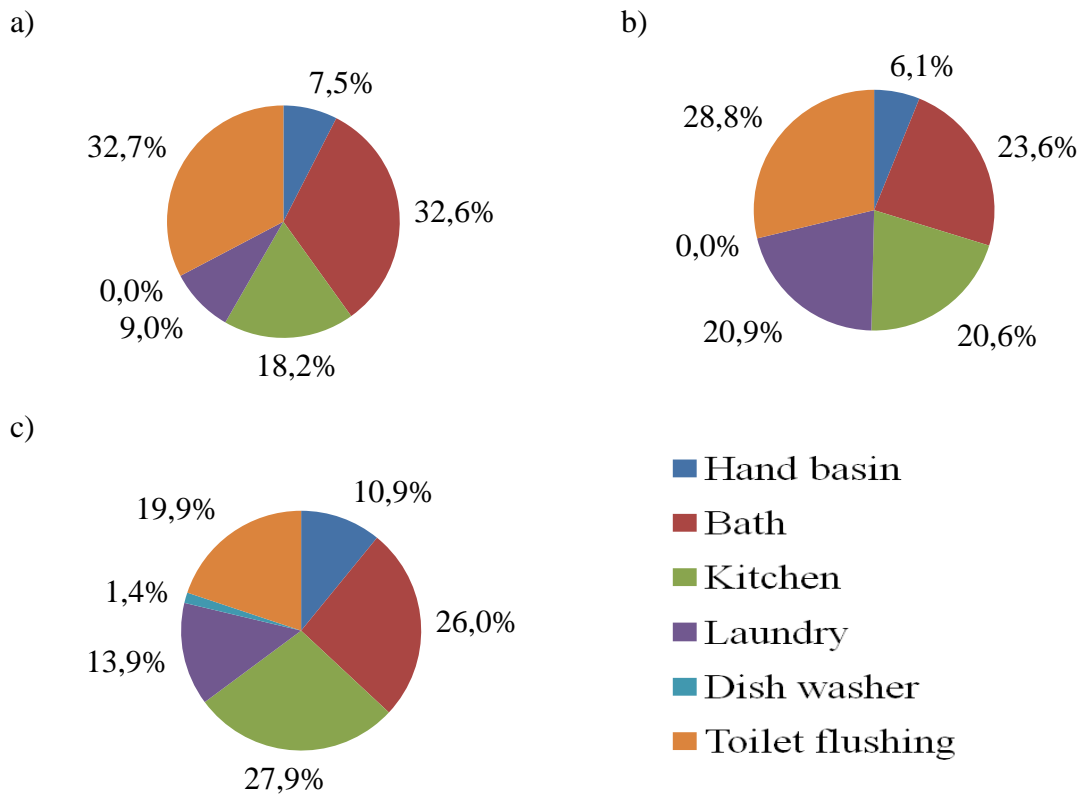 a)
7,5%
32,6%
18,2%
9,0%
0,0%
32,7%
b)
6,1%
23,6%
20,6%
20,9%
0,0%
28,8%
c)
10,9%
26,0%
27,9%
13,9%
1,4%
19,9%
Hand basin
Bath
Kitchen
Laundry
Dish washer
Toilet flushing